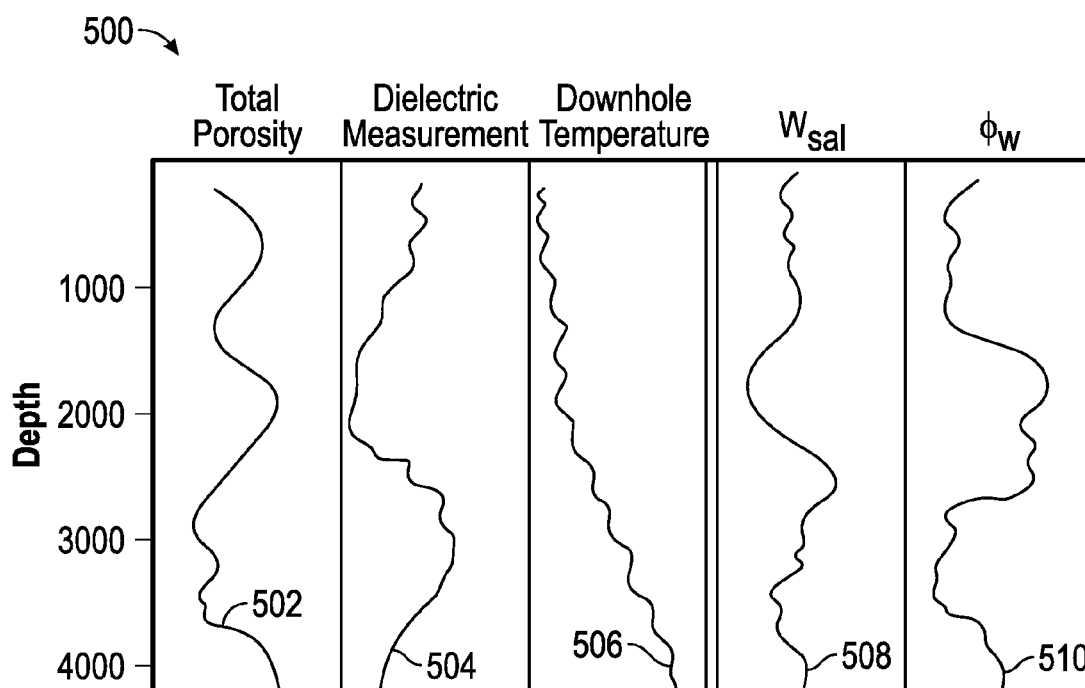 500
Total
Porosity
Dielectric
Measurement
Downhole
Temperature
Wsal
ϕw
Depth
1000
2000
3000
4000
502
504
506
508
510